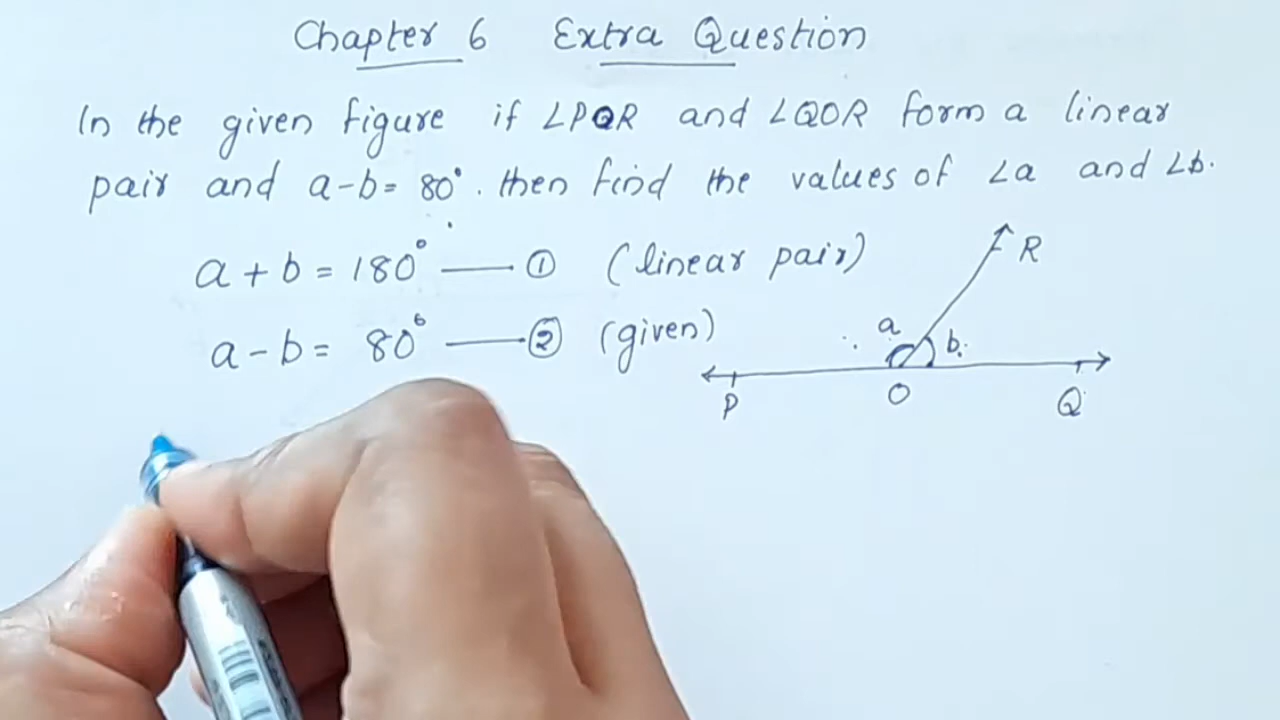 Chapter 6 Extra Question
In the given figure if ∠PQR and ∠QOR form a linear
pair and a-b= 80°. then find the values of ∠a and ∠b.
a + b = 180° —— ① (linear pair)
a - b = 80° —— ② (given)
R
a
b
P
O
Q